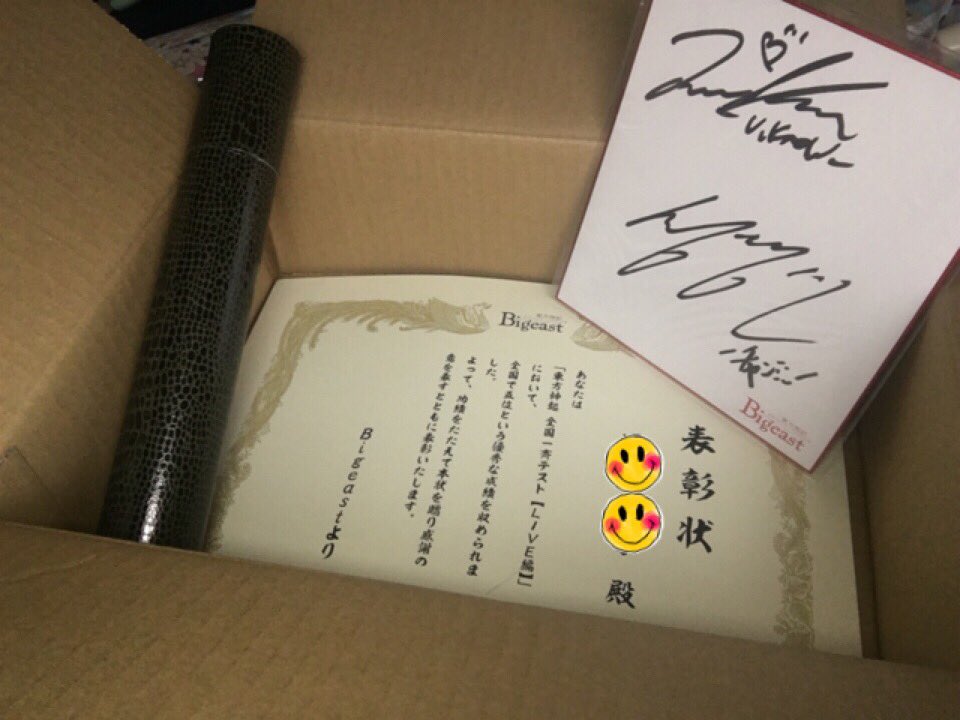 表彰状
殿
あなたは
「東方神起 全国一斉テスト【LIVE編】」
において、
全国で五位という優秀な成績を収められま
した。
よって、功績をたたえて本状を贈り感謝の
意を表すとともに表彰いたします。
Bigeastより
Bigeast
U.Know
Bigeast